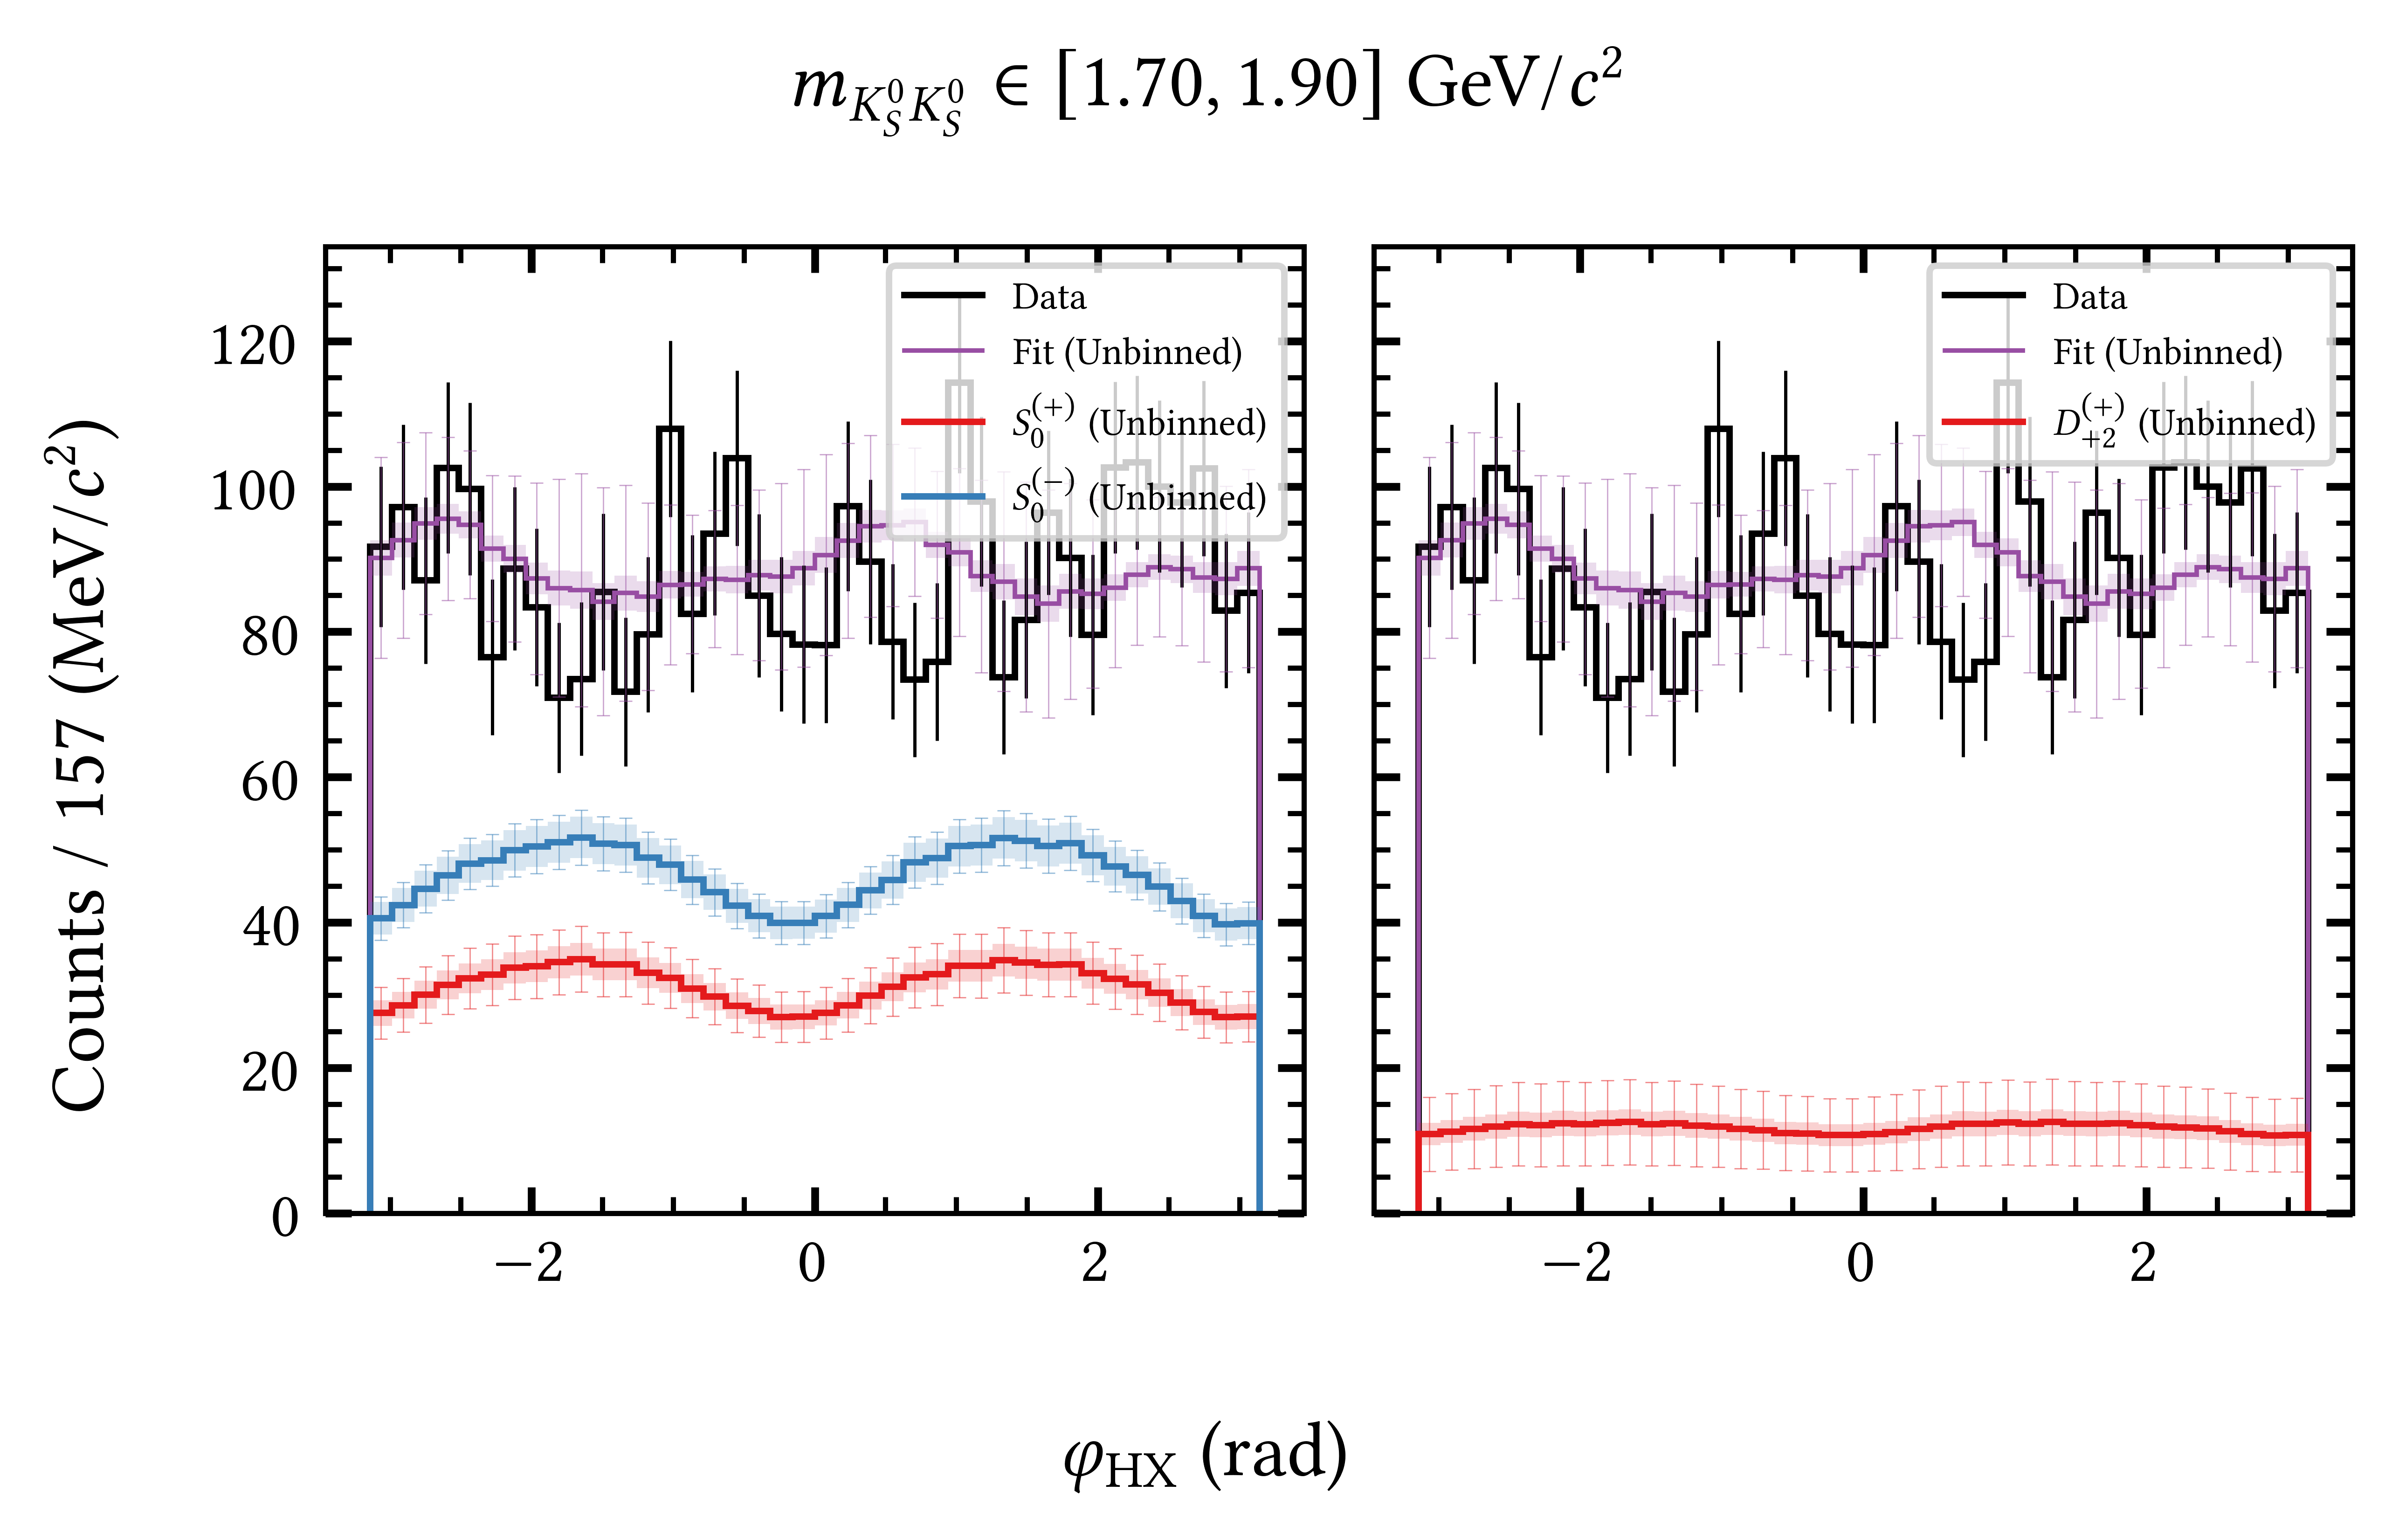 m_{K_S^0 K_S^0} ∈ [1.70, 1.90] GeV/c²
Counts / 157 (MeV/c²)
120
100
80
60
40
20
0
Data
Fit (Unbinned)
S_0^{(+)} (Unbinned)
S_0^{(−)} (Unbinned)
Data
Fit (Unbinned)
D_{+2}^{(+)} (Unbinned)
−2 0 2
−2 0 2
φ_HX (rad)